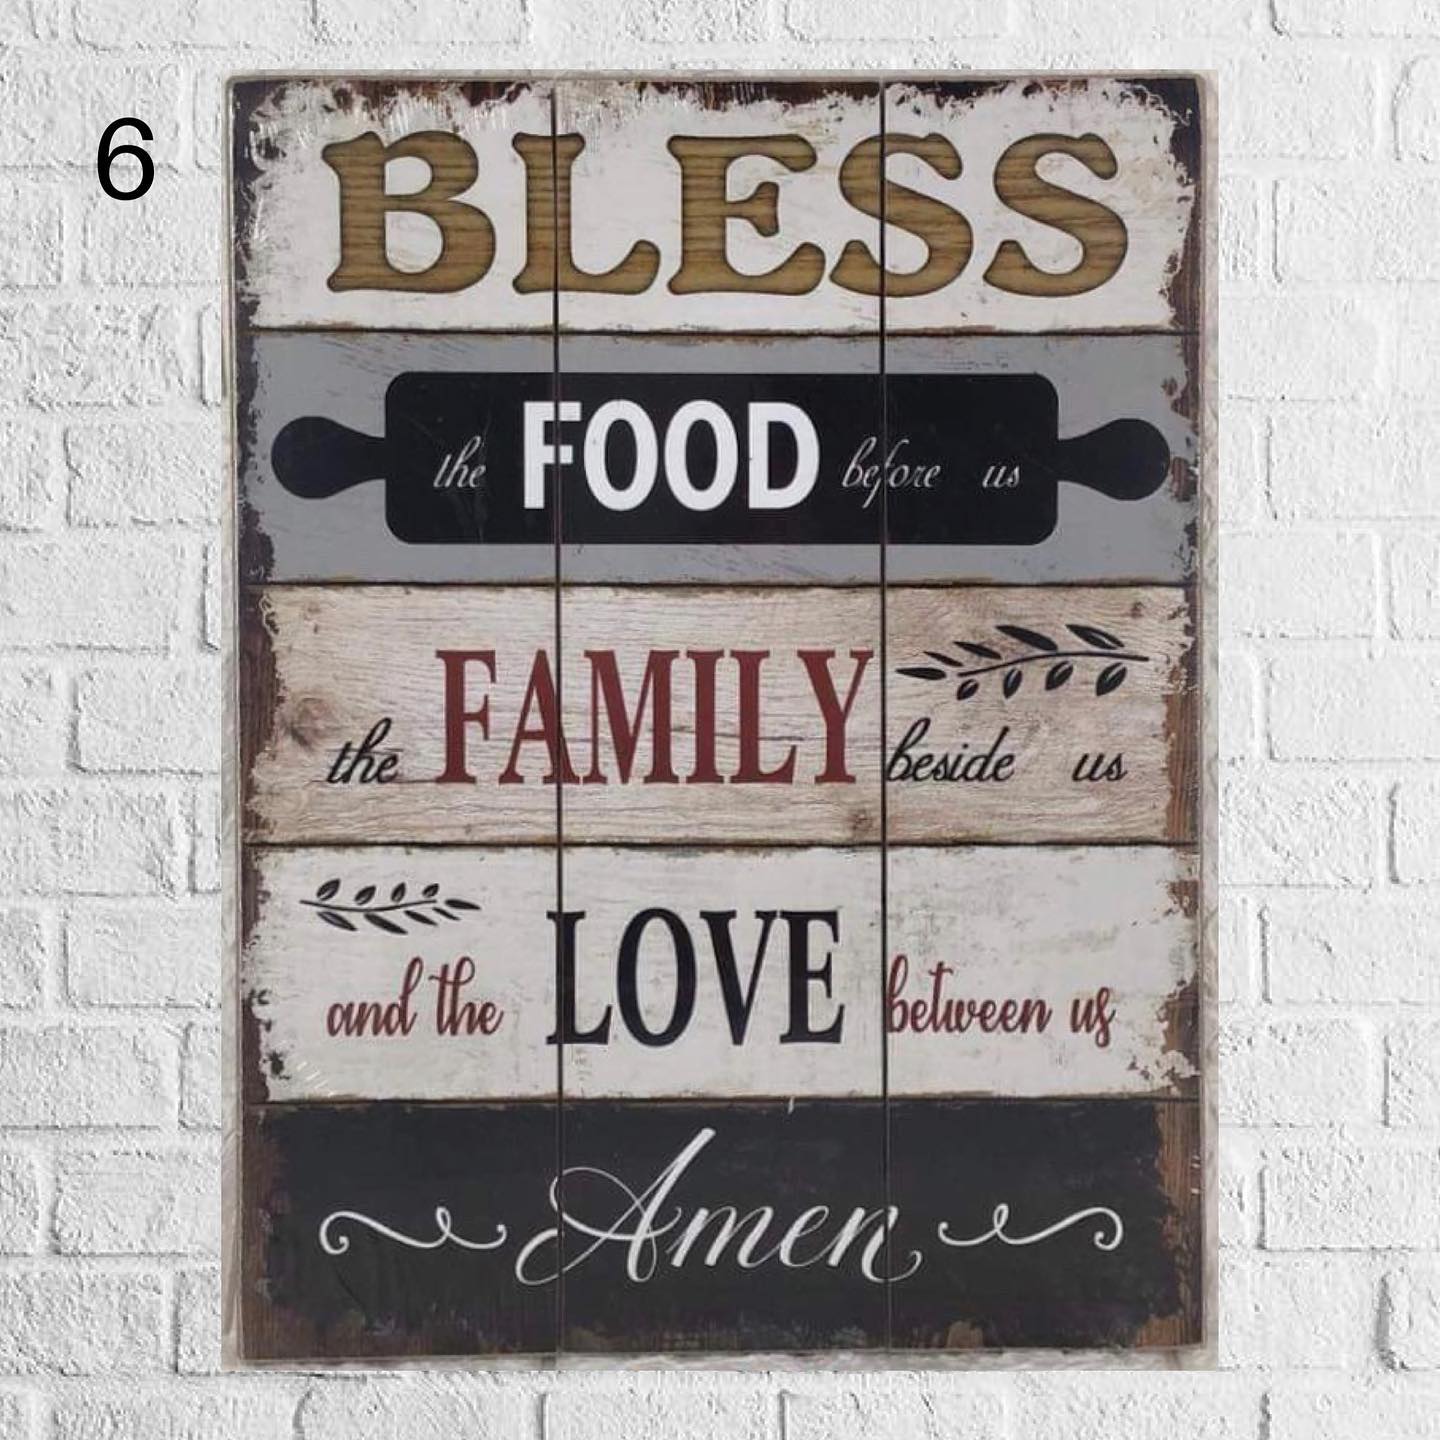 6
BLESS
the FOOD before us
the FAMILY beside us
and the LOVE between us
Amen